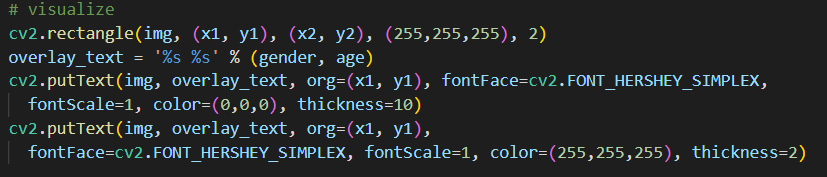 # visualize
cv2.rectangle(img, (x1, y1), (x2, y2), (255,255,255), 2)
overlay_text = '%s %s' % (gender, age)
cv2.putText(img, overlay_text, org=(x1, y1), fontFace=cv2.FONT_HERSHEY_SIMPLEX,
  fontScale=1, color=(0,0,0), thickness=10)
cv2.putText(img, overlay_text, org=(x1, y1),
  fontFace=cv2.FONT_HERSHEY_SIMPLEX, fontScale=1, color=(255,255,255), thickness=2)